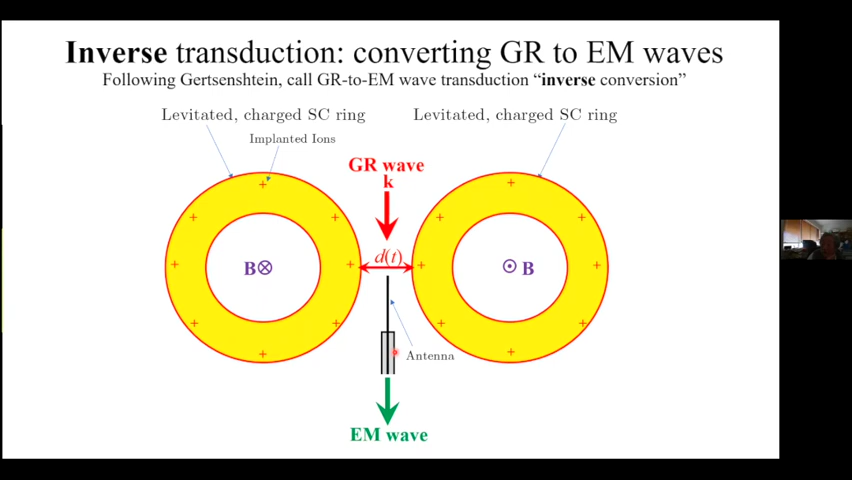 Inverse transduction: converting GR to EM waves
Following Gertsenshtein, call GR-to-EM wave transduction “inverse conversion”
Levitated, charged SC ring
Levitated, charged SC ring
Implanted Ions
GR wave
k
d(t)
B⊗
⊙ B
Antenna
EM wave